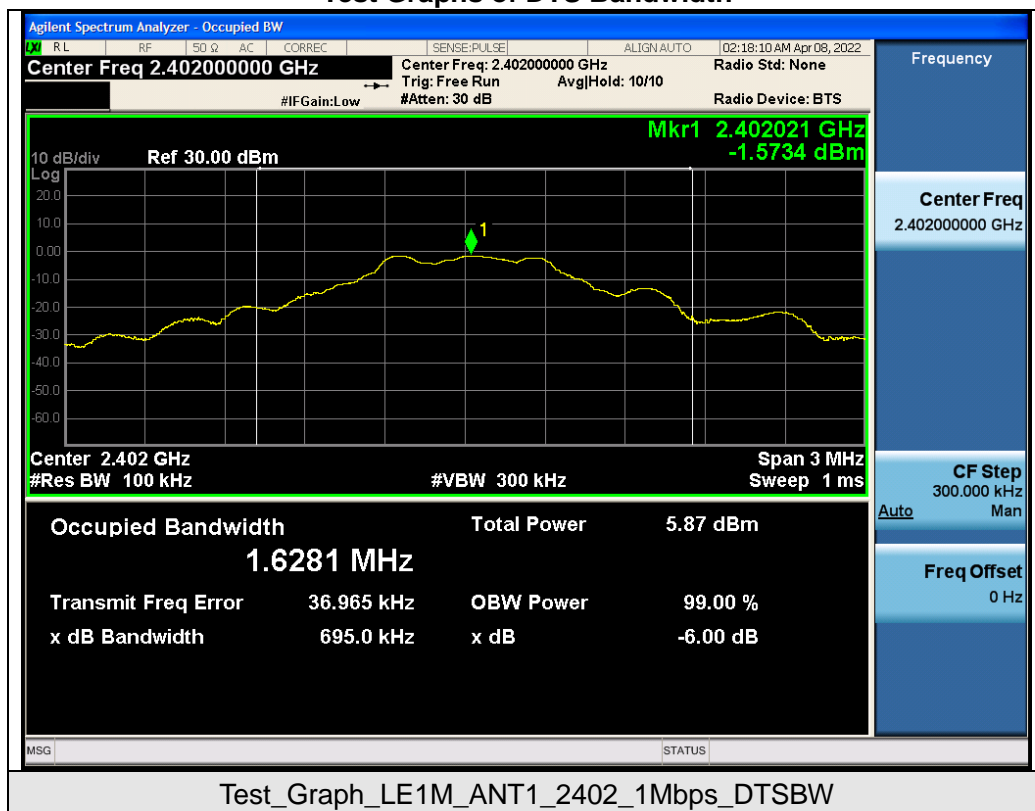 Test Graphs of DTS Bandwidth
Agilent Spectrum Analyzer - Occupied BW
LXI RL RF 50 Ω AC CORREC SENSE:PULSE ALIGN AUTO 02:18:10 AM Apr 08, 2022
Center Freq 2.402000000 GHz
Center Freq: 2.402000000 GHz
Radio Std: None
Trig: Free Run Avg|Hold: 10/10
#IFGain:Low #Atten: 30 dB Radio Device: BTS
Mkr1 2.402021 GHz
-1.5734 dBm
10 dB/div Ref 30.00 dBm
Log
20.0
10.0
0.00
-10.0
-20.0
-30.0
-40.0
-50.0
-60.0
1
Center 2.402 GHz Span 3 MHz
#Res BW 100 kHz #VBW 300 kHz Sweep 1 ms
Occupied Bandwidth Total Power 5.87 dBm
1.6281 MHz
Transmit Freq Error 36.965 kHz OBW Power 99.00 %
x dB Bandwidth 695.0 kHz x dB -6.00 dB
MSG STATUS
Frequency
Center Freq
2.402000000 GHz
CF Step
300.000 kHz
Auto Man
Freq Offset
0 Hz
Test_Graph_LE1M_ANT1_2402_1Mbps_DTSBW